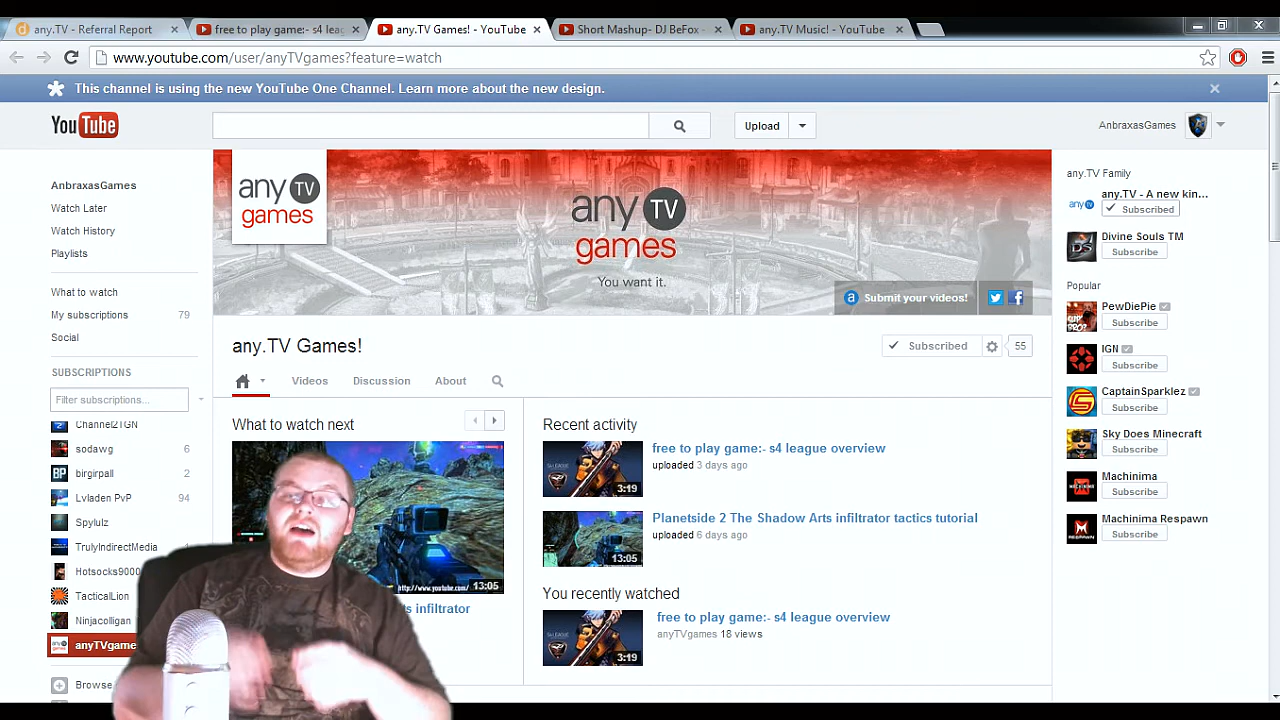 any.TV - Referral Report
free to play game:- s4 leag
any.TV Games! - YouTube
Short Mashup- DJ BeFox -
any.TV Music! - YouTube
www.youtube.com/user/anyTVgames?feature=watch
This channel is using the new YouTube One Channel. Learn more about the new design.
YouTube
Upload
AnbraxasGames
AnbraxasGames
Watch Later
Watch History
Playlists
What to watch
My subscriptions 79
Social
SUBSCRIPTIONS
Filter subscriptions...
Channel2TGN
sodawg 6
birgirpall 2
Lvladen PvP 94
Spylulz
TrulyIndirectMedia
Hotsocks9000
TacticalLion
Ninjacolligan
anyTVgame
Browse
any TV
games
any TV
games
You want it.
Submit your videos!
any.TV Games!
Subscribed 55
Videos Discussion About
What to watch next
http://www.youtube.com/
13:05
infiltrator
Recent activity
free to play game:- s4 league overview
uploaded 3 days ago
3:19
Planetside 2 The Shadow Arts infiltrator tactics tutorial
uploaded 6 days ago
13:05
You recently watched
free to play game:- s4 league overview
anyTVgames 18 views
3:19
any.TV Family
any.TV - A new kin...
Subscribed
Divine Souls TM
Subscribe
Popular
PewDiePie
Subscribe
IGN
Subscribe
CaptainSparklez
Subscribe
Sky Does Minecraft
Subscribe
Machinima
Subscribe
Machinima Respawn
Subscribe